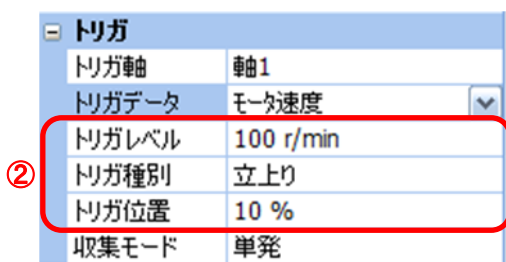 トリガ
トリガ軸 軸1
トリガデータ モータ速度
トリガレベル 100 r/min
② トリガ種別 立上り
トリガ位置 10 %
収集モード 単発